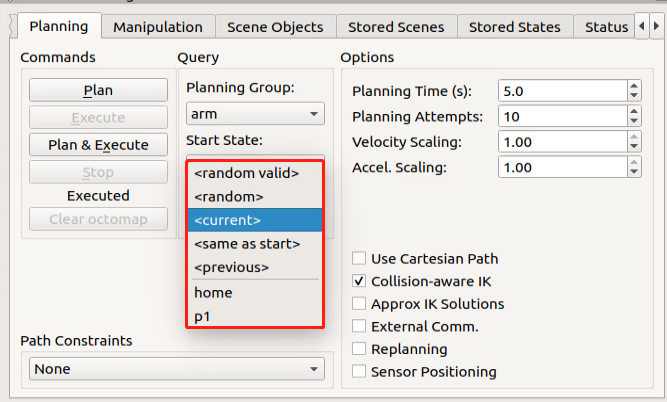 Planning
Manipulation
Scene Objects
Stored Scenes
Stored States
Status
Commands
Plan
Execute
Plan & Execute
Stop
Executed
Clear octomap
Query
Planning Group:
arm
Start State:
<random valid>
<random>
<current>
<same as start>
<previous>
home
p1
Options
Planning Time (s): 5.0
Planning Attempts: 10
Velocity Scaling: 1.00
Accel. Scaling: 1.00
Use Cartesian Path
Collision-aware IK
Approx IK Solutions
External Comm.
Replanning
Sensor Positioning
Path Constraints
None